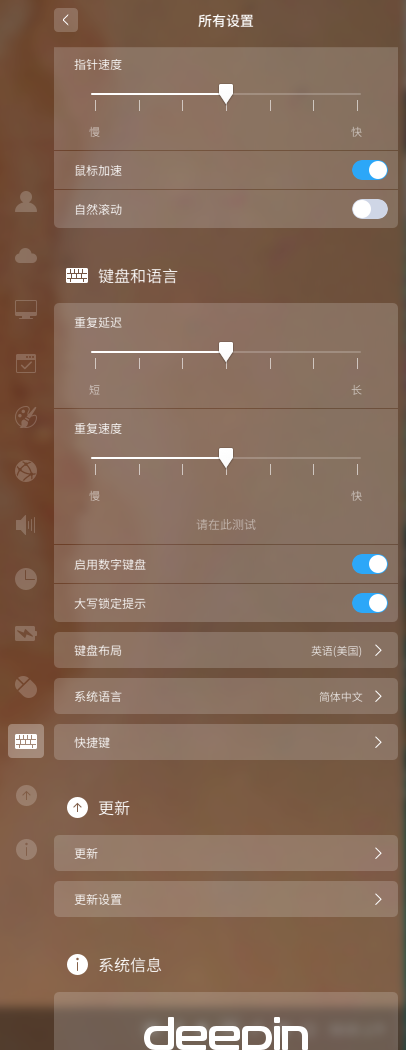 所有设置
指针速度
慢 快
鼠标加速
自然滚动
键盘和语言
重复延迟
短 长
重复速度
慢 快
请在此测试
启用数字键盘
大写锁定提示
键盘布局 英语(美国)
系统语言 简体中文
快捷键
更新
更新
更新设置
系统信息
deepin